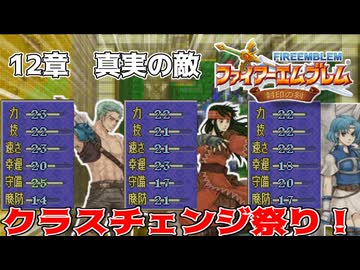 12章 真実の敵
FIREEMBLEM
ファイアーエムブレム
封印の剣
力 23
技 22
速さ 23
幸運 20
守備 25
魔防 14
力 22
技 21
速さ 21
幸運 23
守備 17
魔防 21
力 22
技 22
速さ 22
幸運 18
守備 20
魔防 17
クラスチェンジ祭り！